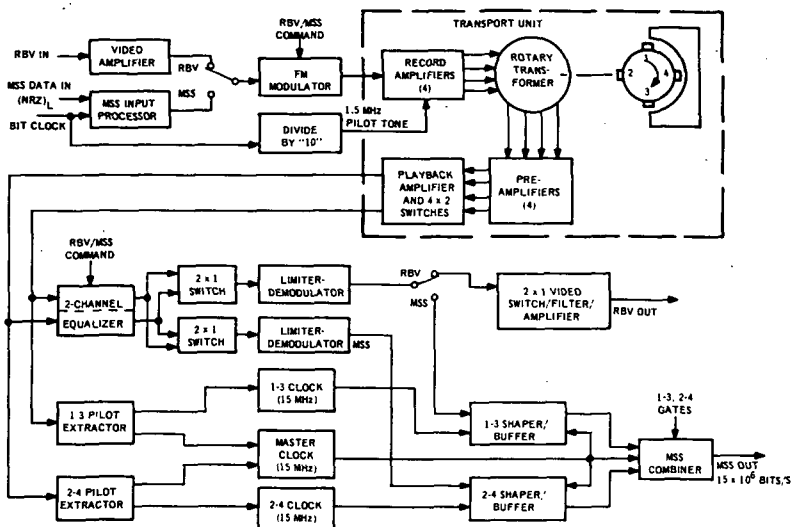 RBV/MSS
COMMAND
TRANSPORT UNIT
RBV IN
VIDEO
AMPLIFIER
RBV
MSS
FM
MODULATOR
RECORD
AMPLIFIERS
(4)
ROTARY
TRANS-
FORMER
1
2
4
3
MSS DATA IN
(NRZ)L
BIT CLOCK
MSS INPUT
PROCESSOR
1.5 MHz
PILOT TONE
DIVIDE
BY "10"
PLAYBACK
AMPLIFIER
AND 4 x 2
SWITCHES
PRE-
AMPLIFIERS
(4)
RBV/MSS
COMMAND
2-CHANNEL
EQUALIZER
2 x 1
SWITCH
LIMITER-
DEMODULATOR
RBV
MSS
2 x 1 VIDEO
SWITCH/FILTER/
AMPLIFIER
RBV OUT
2 x 1
SWITCH
LIMITER-
DEMODULATOR
MSS
1-3 PILOT
EXTRACTOR
1-3 CLOCK
(15 MHz)
1-3 SHAPER/
BUFFER
1-3, 2-4
GATES
MASTER
CLOCK
(15 MHz)
MSS
COMBINER
MSS OUT
15 x 10⁶ BITS/S
2-4 PILOT
EXTRACTOR
2-4 CLOCK
(15 MHz)
2-4 SHAPER/
BUFFER